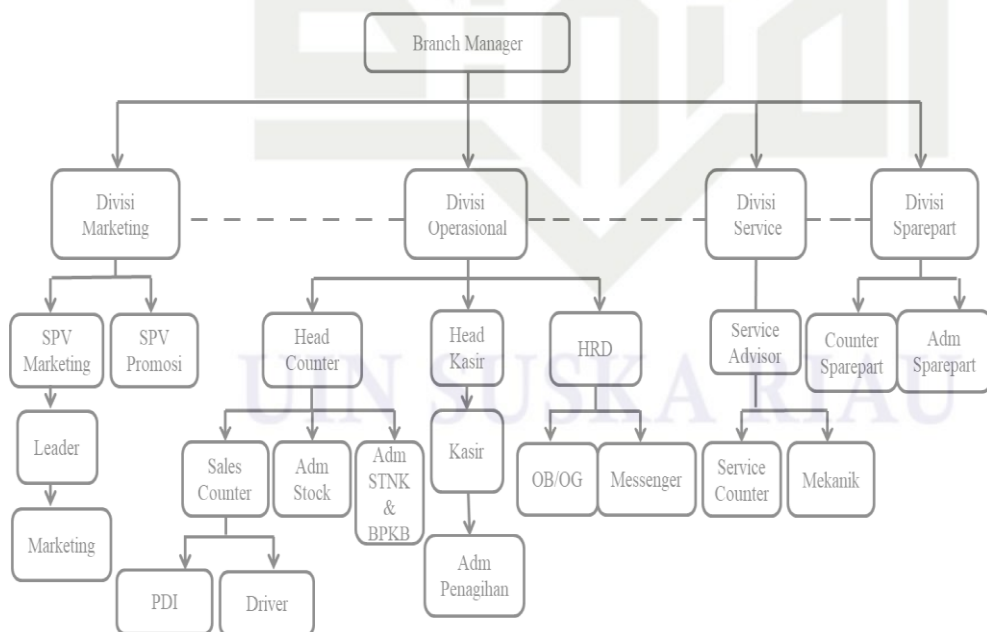 Branch Manager
Divisi
Marketing
Divisi
Operasional
Divisi
Service
Divisi
Sparepart
SPV
Marketing
SPV
Promosi
Head
Counter
Head
Kasir
HRD
Service
Advisor
Counter
Sparepart
Adm
Sparepart
UIN SUSKA RIAU
Leader
Sales
Counter
Adm
Stock
Adm
STNK
&
BPKB
Kasir
OB/OG
Messenger
Service
Counter
Mekanik
Marketing
PDI
Driver
Adm
Penagihan